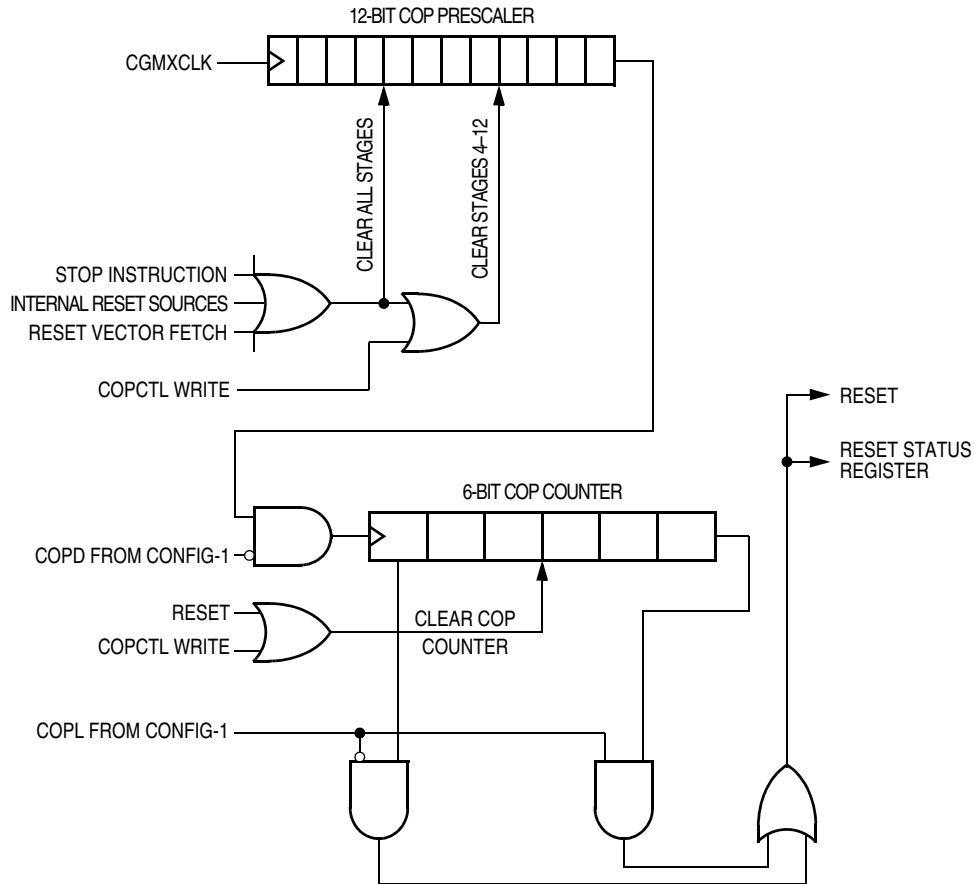 12-BIT COP PRESCALER
CGMXCLK
CLEAR ALL STAGES
CLEAR STAGES 4–12
STOP INSTRUCTION
INTERNAL RESET SOURCES
RESET VECTOR FETCH
COPCTL WRITE
RESET
RESET STATUS
REGISTER
6-BIT COP COUNTER
COPD FROM CONFIG-1
RESET
COPCTL WRITE
CLEAR COP
COUNTER
COPL FROM CONFIG-1